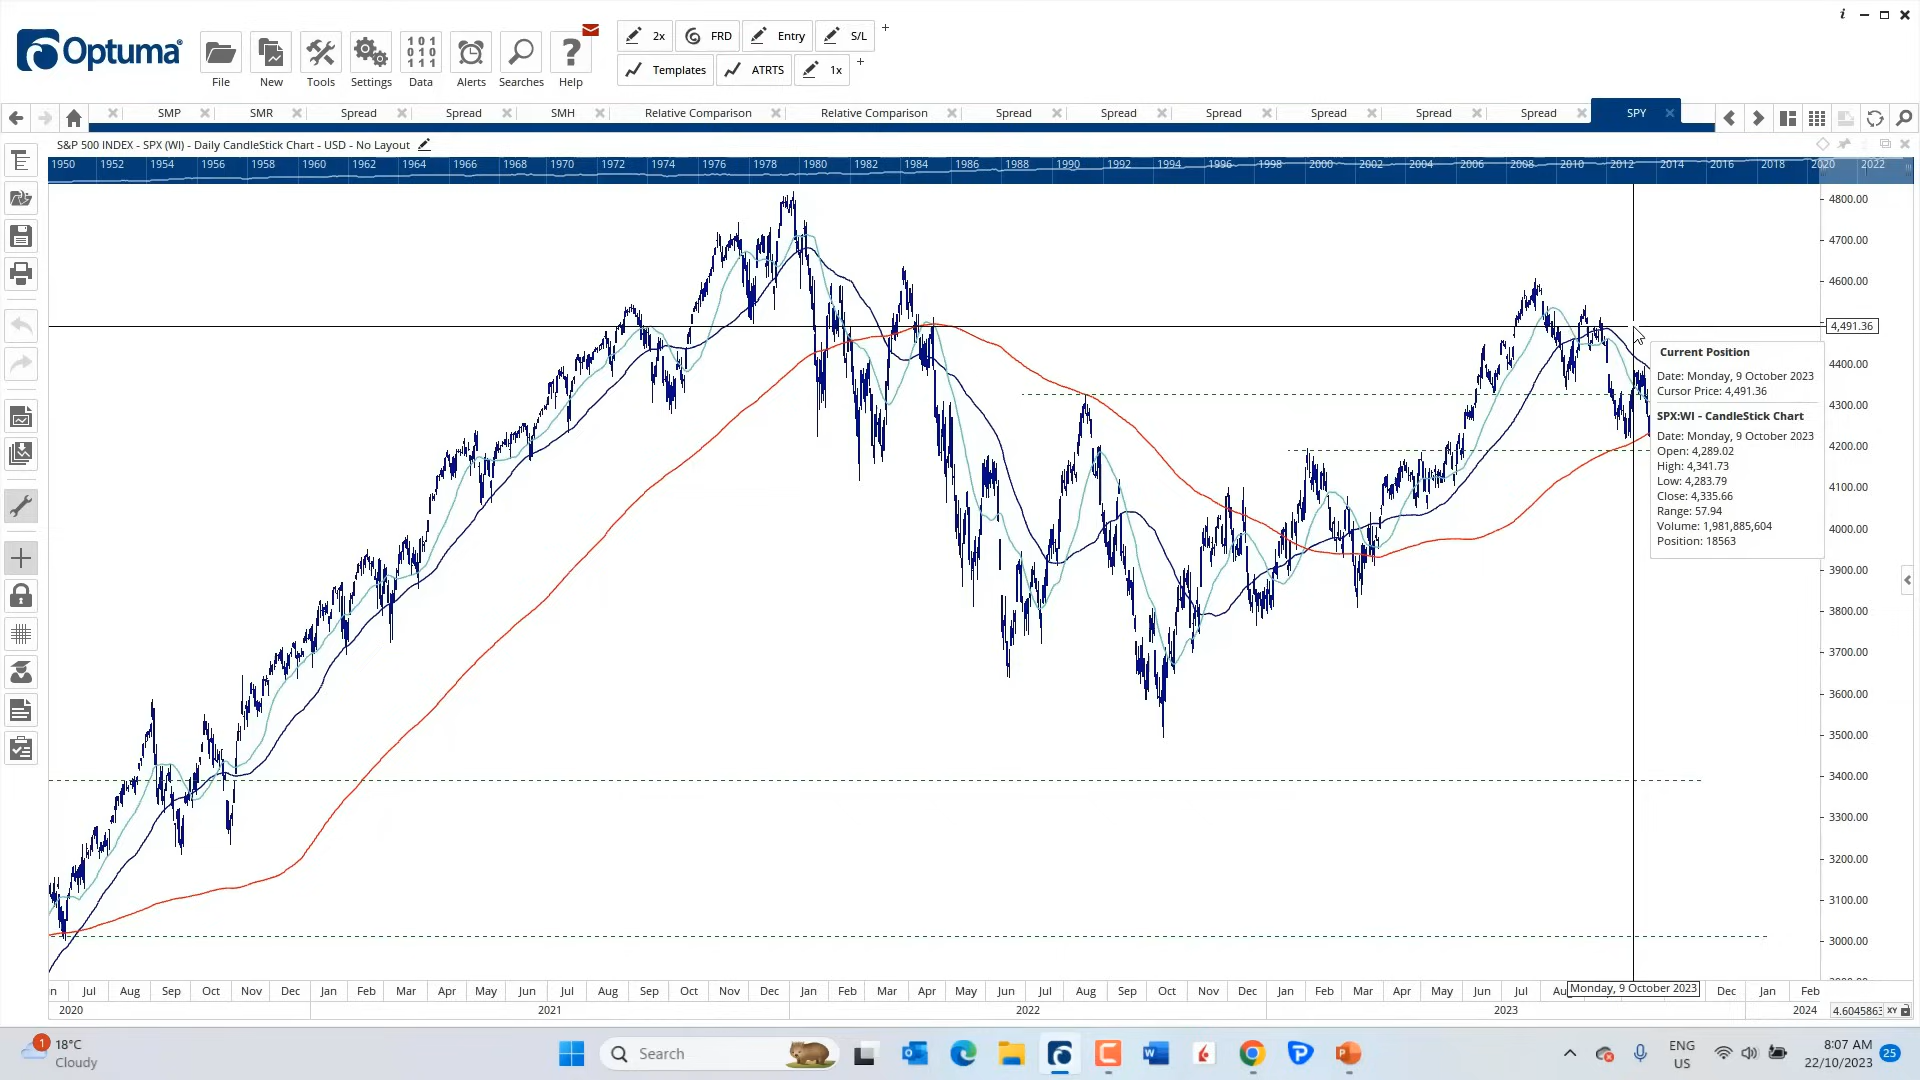 Optuma®
File New Tools Settings Data Alerts Searches Help
2x FRD Entry S/L
Templates ATRTS 1x
i
SMP SMR Spread Spread SMH Relative Comparison Relative Comparison Spread Spread Spread Spread Spread Spread SPY
S&P 500 INDEX - SPX (WI) - Daily CandleStick Chart - USD - No Layout
1950 1952 1954 1956 1958 1960 1962 1964 1966 1968 1970 1972 1974 1976 1978 1980 1982 1984 1986 1988 1990 1992 1994 1996 1998 2000 2002 2004 2006 2008 2010 2012 2014 2016 2018 2020 2022
4800.00
4700.00
4600.00
4,491.36
4400.00
4300.00
4200.00
4100.00
4000.00
3900.00
3800.00
3700.00
3600.00
3500.00
3400.00
3300.00
3200.00
3100.00
3000.00
Current Position
Date: Monday, 9 October 2023
Cursor Price: 4,491.36
SPX:WI - CandleStick Chart
Date: Monday, 9 October 2023
Open: 4,289.02
High: 4,341.73
Low: 4,283.79
Close: 4,335.66
Range: 57.94
Volume: 1,981,885,604
Position: 18563
Monday, 9 October 2023
n Jul Aug Sep Oct Nov Dec Jan Feb Mar Apr May Jun Jul Aug Sep Oct Nov Dec Jan Feb Mar Apr May Jun Jul Aug Sep Oct Nov Dec Jan Feb Mar Apr May Jun Jul Au Dec Jan Feb
2020 2021 2022 2023 2024
4.604586 XY
1 18°C
Cloudy
Search
ENG
US
8:07 AM
22/10/2023
25